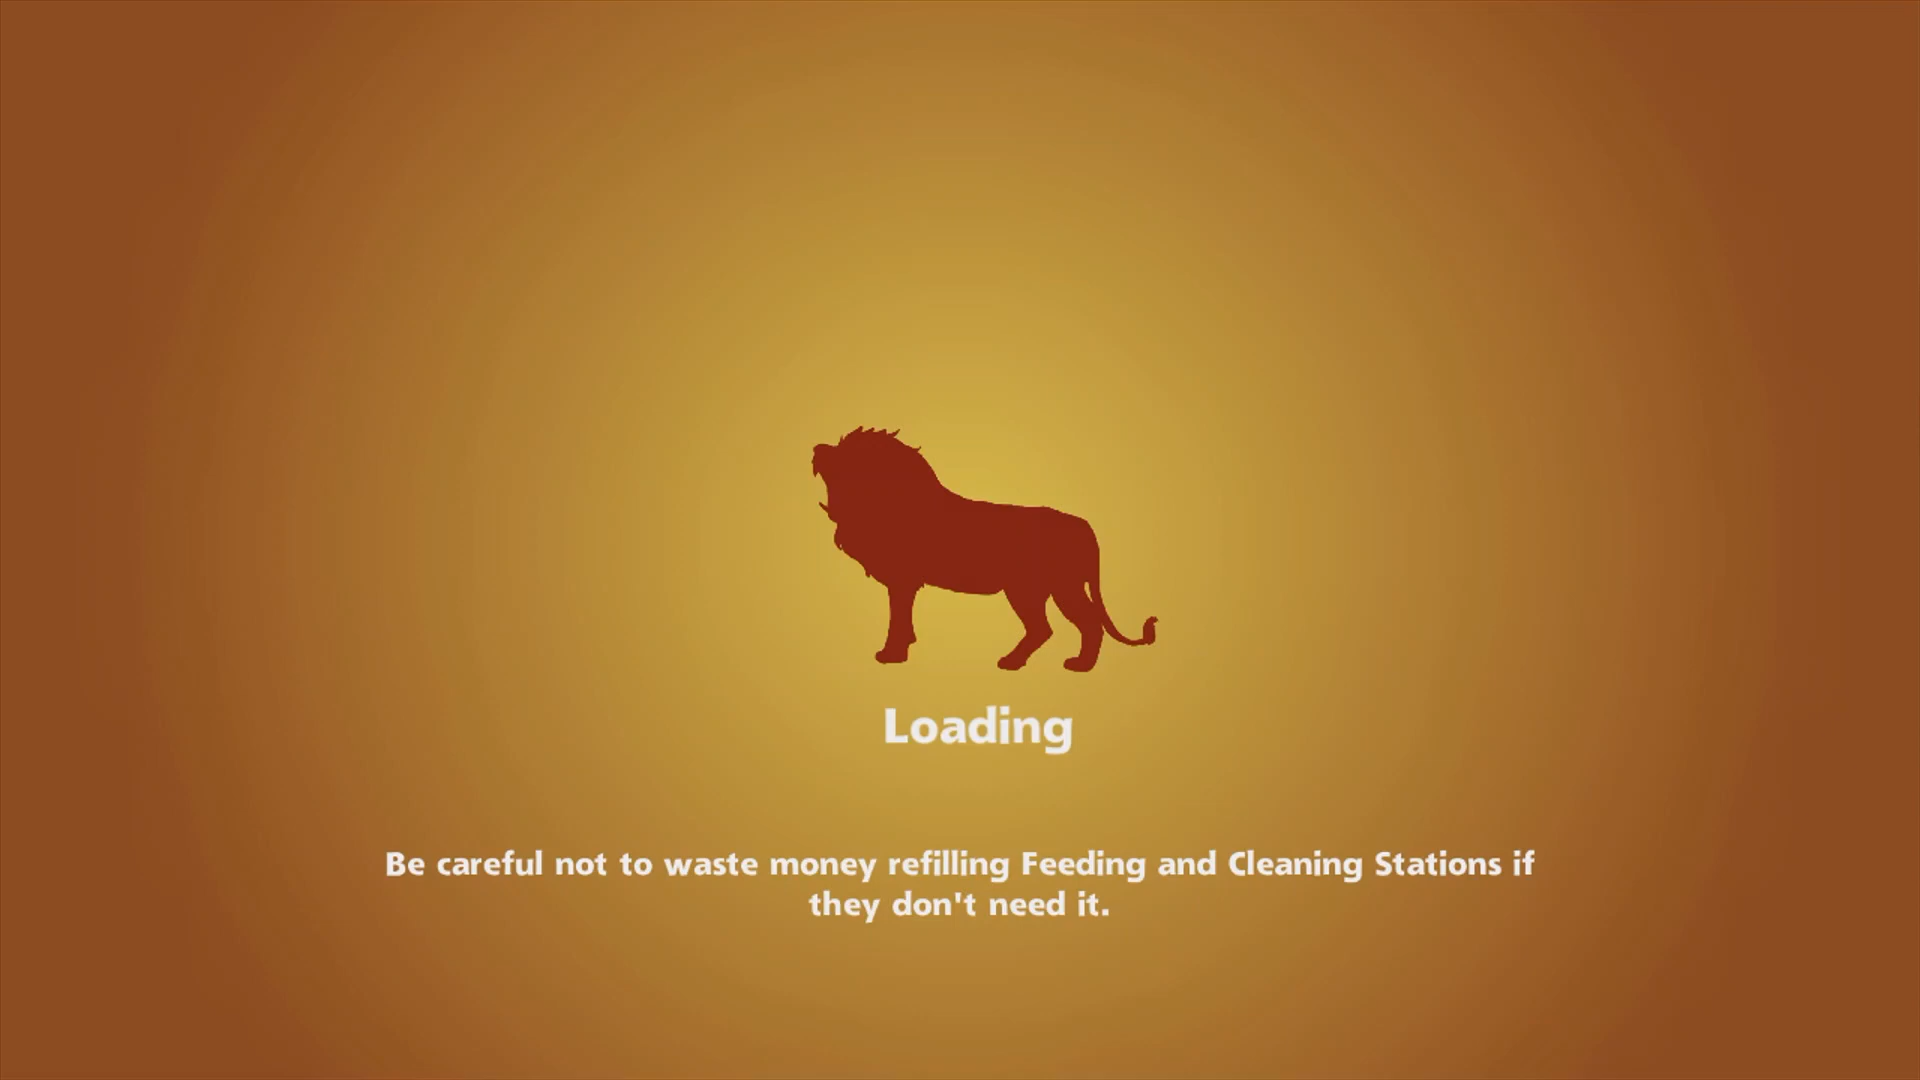 Loading
Be careful not to waste money refilling Feeding and Cleaning Stations if
they don't need it.